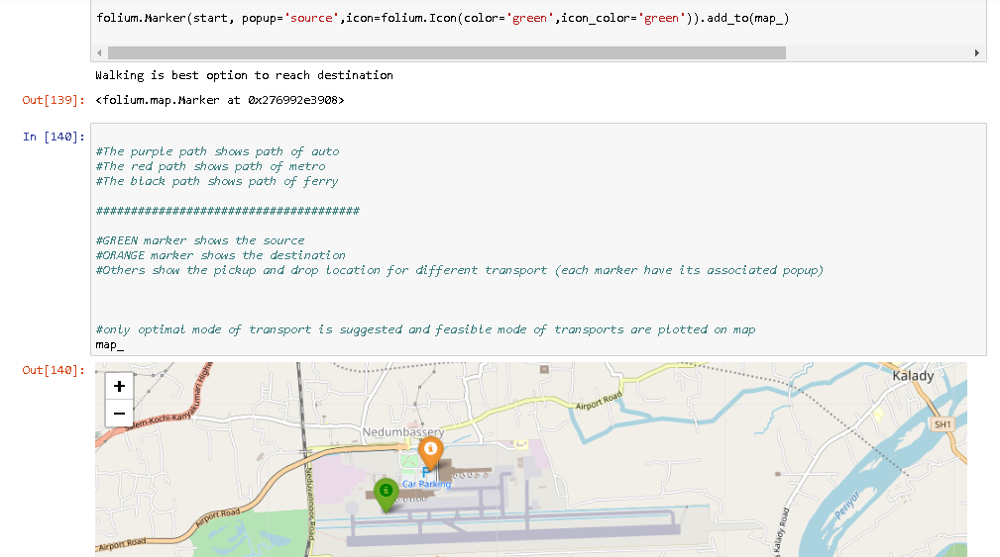 folium.Marker(start, popup='source',icon=folium.Icon(color='green',icon_color='green')).add_to(map_)
Walking is best option to reach destination
Out[139]: <folium.map.Marker at 0x276992e3908>
In [140]:
#The purple path shows path of auto
#The red path shows path of metro
#The black path shows path of ferry
######################################
#GREEN marker shows the source
#ORANGE marker shows the destination
#Others show the pickup and drop location for different transport (each marker have its associated popup)
#only optimal mode of transport is suggested and feasible mode of transports are plotted on map
map_
Out[140]:
+
−
Kalady
Salem-Kochi-Kanyakumari High
Airport Road
SH1
Nedumbassery
P
Car Parking
Neduvannoor Road
Airport Road
Periyar
Kalady Road
Airport Road